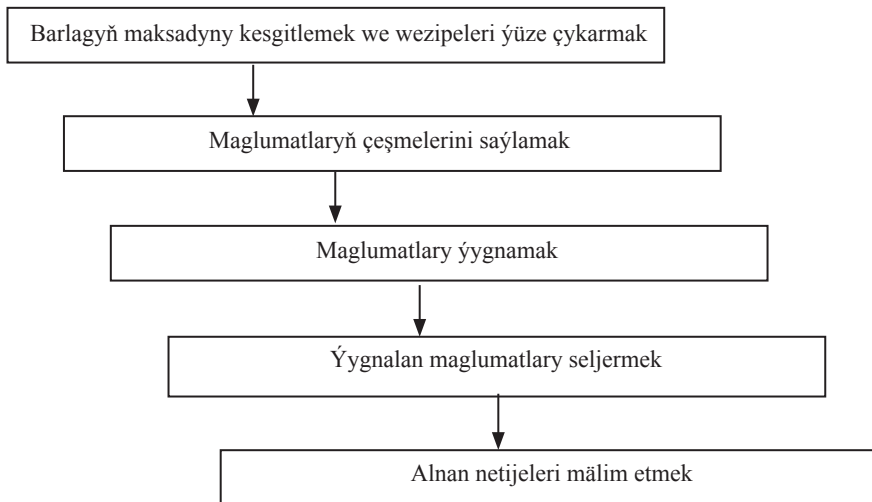 Barlagyň maksadyny kesgitlemek we wezipeleri ýüze çykarmak
Maglumatlaryň çeşmelerini saýlamak
Maglumatlary ýygnamak
Ýygnalan maglumatlary seljermek
Alnan netijeleri mälim etmek